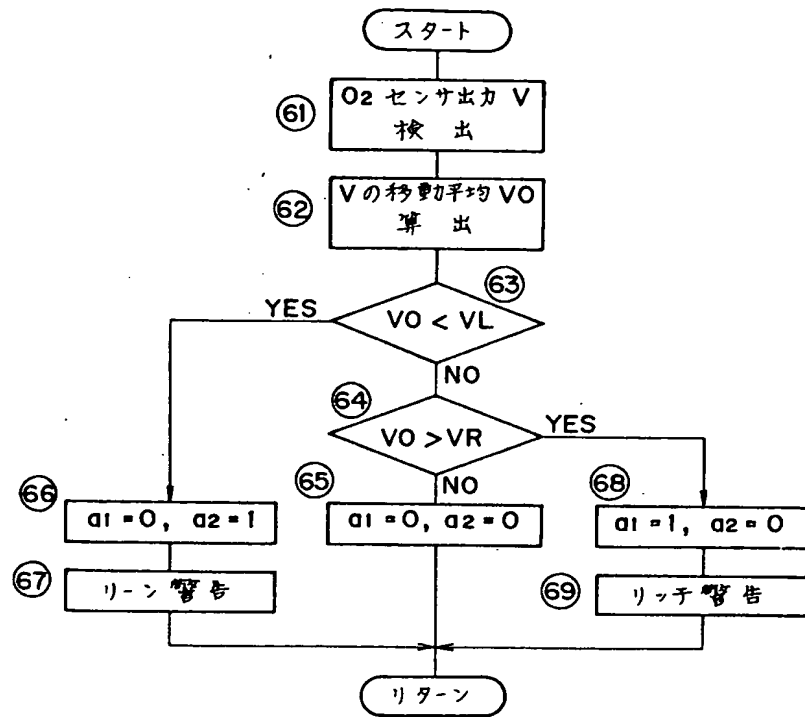 スタート
61
O2 センサ出力 V
検出
62
Vの移動平均 VO
算出
63
YES
VO < VL
NO
64
YES
VO > VR
NO
66
65
68
a1 = 0, a2 = 1
a1 = 0, a2 = 0
a1 = 1, a2 = 0
67
リーン警告
69
リッチ警告
リターン